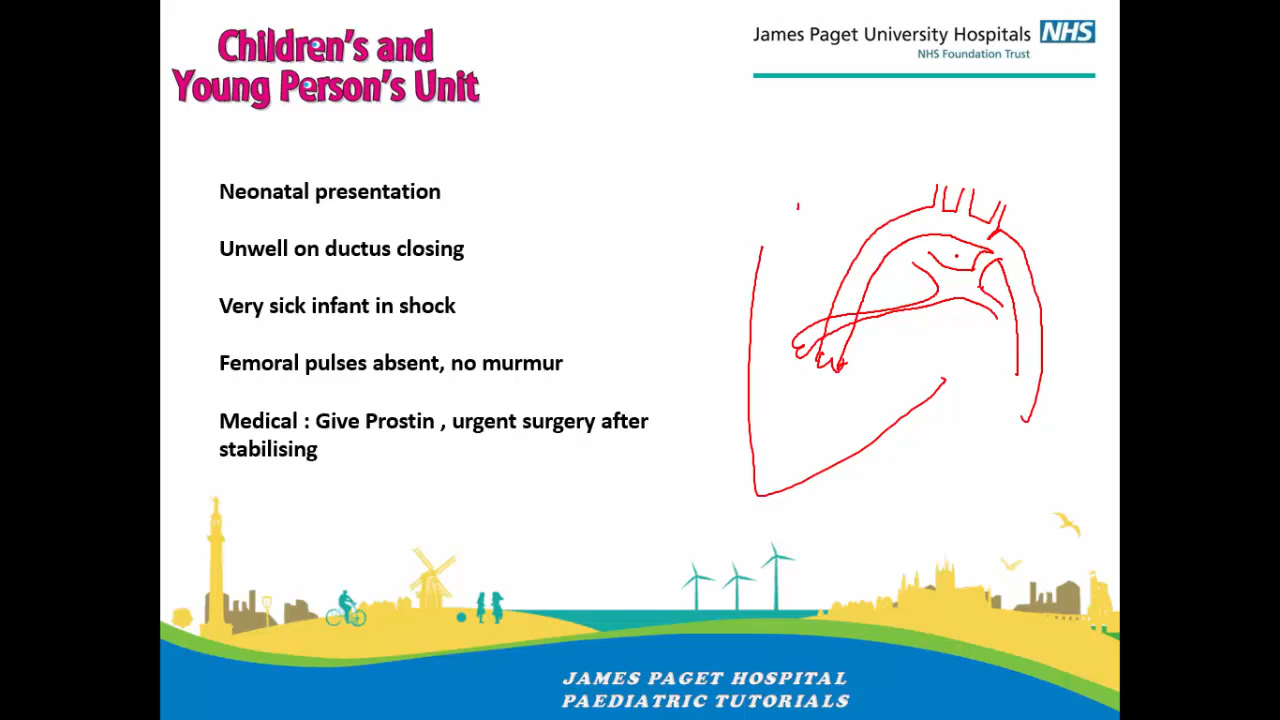 Children's and
Young Person's Unit
James Paget University Hospitals NHS
NHS Foundation Trust
Neonatal presentation
Unwell on ductus closing
Very sick infant in shock
Femoral pulses absent, no murmur
Medical : Give Prostin , urgent surgery after
stabilising
JAMES PAGET HOSPITAL
PAEDIATRIC TUTORIALS